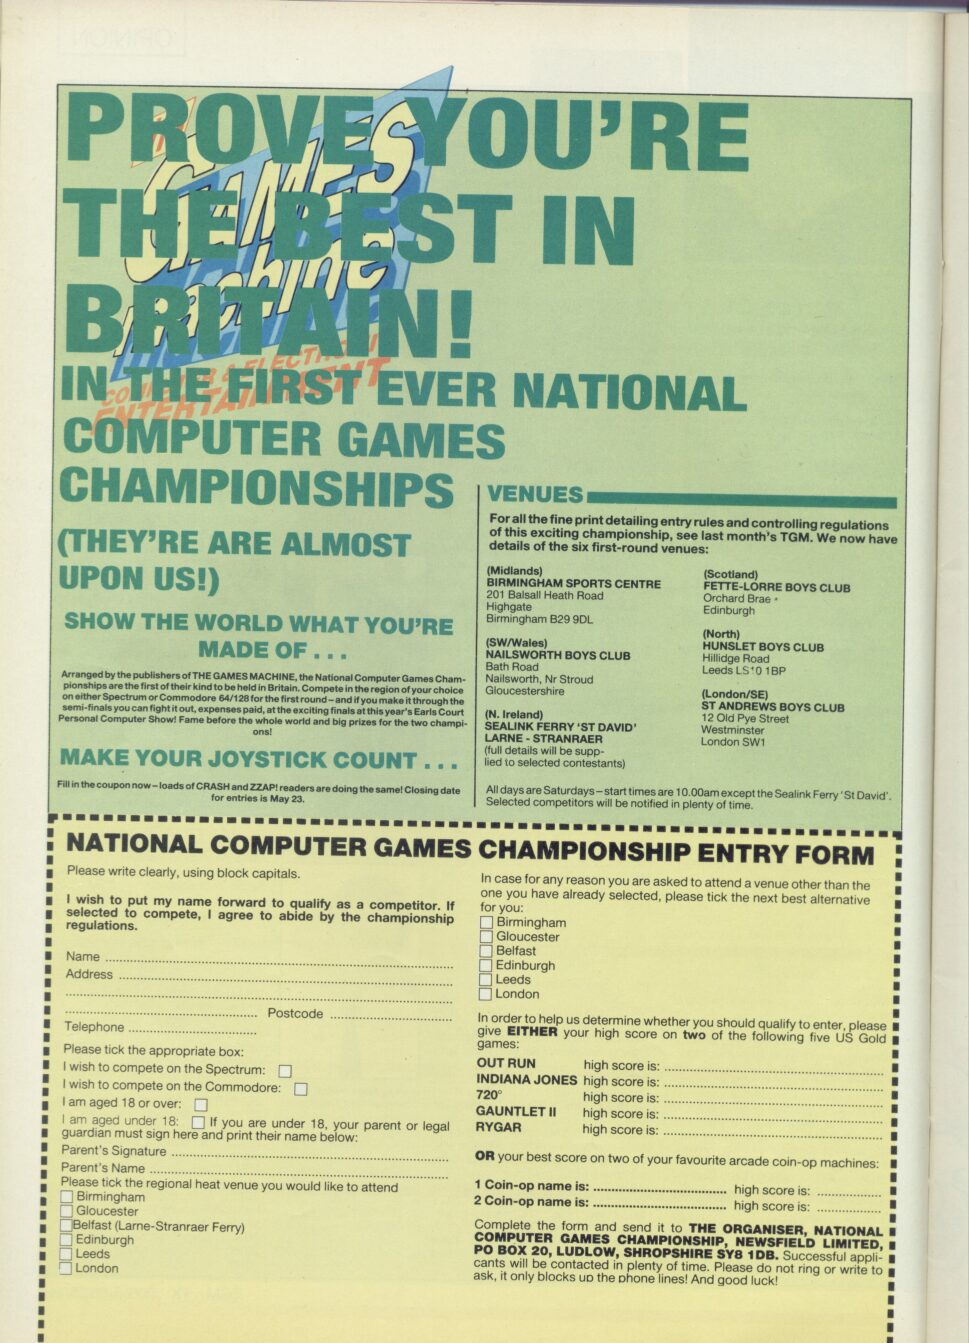 PROVE YOU'RE
THE BEST IN
BRITAIN!
IN THE FIRST EVER NATIONAL
COMPUTER GAMES
CHAMPIONSHIPS
(THEY'RE ARE ALMOST
UPON US!)
SHOW THE WORLD WHAT YOU'RE
MADE OF . . .
Arranged by the publishers of THE GAMES MACHINE, the National Computer Games Cham-
pionships are the first of their kind to be held in Britain. Compete in the region of your choice
on either Spectrum or Commodore 64/128 for the first round – and if you make it through the
semi-finals you can fight it out, expenses paid, at the exciting finals at this year's Earls Court
Personal Computer Show! Fame before the whole world and big prizes for the two champi-
ons!
MAKE YOUR JOYSTICK COUNT . . .
Fill in the coupon now – loads of CRASH and ZZAP! readers are doing the same! Closing date
for entries is May 23.
GAMES
Machine
COMPUTER & ELECTRONIC
ENTERTAINMENT
VENUES
For all the fine print detailing entry rules and controlling regulations
of this exciting championship, see last month's TGM. We now have
details of the six first-round venues:
(Midlands)
BIRMINGHAM SPORTS CENTRE
201 Balsall Heath Road
Highgate
Birmingham B29 9DL
(SW/Wales)
NAILSWORTH BOYS CLUB
Bath Road
Nailsworth, Nr Stroud
Gloucestershire
(N. Ireland)
SEALINK FERRY 'ST DAVID'
LARNE - STRANRAER
(full details will be supp-
lied to selected contestants)
(Scotland)
FETTE-LORRE BOYS CLUB
Orchard Brae
Edinburgh
(North)
HUNSLET BOYS CLUB
Hillidge Road
Leeds LS10 1BP
(London/SE)
ST ANDREWS BOYS CLUB
12 Old Pye Street
Westminster
London SW1
All days are Saturdays – start times are 10.00am except the Sealink Ferry 'St David'.
Selected competitors will be notified in plenty of time.
NATIONAL COMPUTER GAMES CHAMPIONSHIP ENTRY FORM
Please write clearly, using block capitals.
I wish to put my name forward to qualify as a competitor. If
selected to compete, I agree to abide by the championship
regulations.
Name
Address
Postcode
Telephone
Please tick the appropriate box:
I wish to compete on the Spectrum:
I wish to compete on the Commodore:
I am aged 18 or over:
I am aged under 18: If you are under 18, your parent or legal
guardian must sign here and print their name below:
Parent's Signature
Parent's Name
Please tick the regional heat venue you would like to attend
Birmingham
Gloucester
Belfast (Larne-Stranraer Ferry)
Edinburgh
Leeds
London
In case for any reason you are asked to attend a venue other than the
one you have already selected, please tick the next best alternative
for you:
Birmingham
Gloucester
Belfast
Edinburgh
Leeds
London
In order to help us determine whether you should qualify to enter, please
give EITHER your high score on two of the following five US Gold
games:
OUT RUN high score is:
INDIANA JONES high score is:
720° high score is:
GAUNTLET II high score is:
RYGAR high score is:
OR your best score on two of your favourite arcade coin-op machines:
1 Coin-op name is: high score is:
2 Coin-op name is: high score is:
Complete the form and send it to THE ORGANISER, NATIONAL
COMPUTER GAMES CHAMPIONSHIP, NEWSFIELD LIMITED,
PO BOX 20, LUDLOW, SHROPSHIRE SY8 1DB. Successful appli-
cants will be contacted in plenty of time. Please do not ring or write to
ask, it only blocks up the phone lines! And good luck!